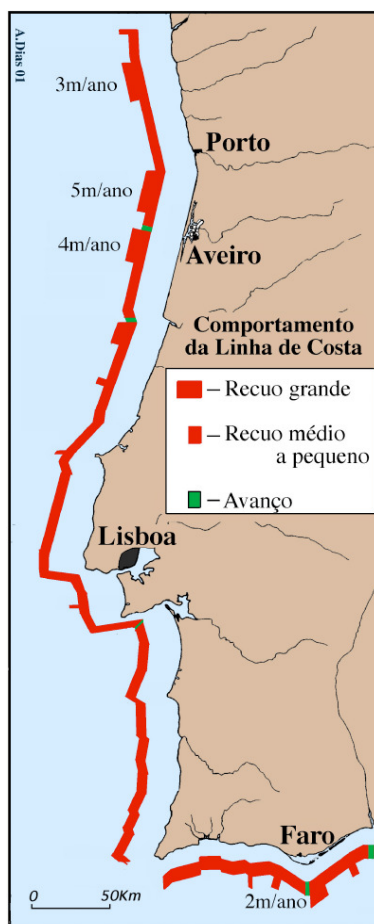 A.Dias 01
3m/ano
Porto
5m/ano
4m/ano
Aveiro
Comportamento
da Linha de Costa
– Recuo grande
– Recuo médio
a pequeno
– Avanço
Lisboa
Faro
2m/ano
0 50Km